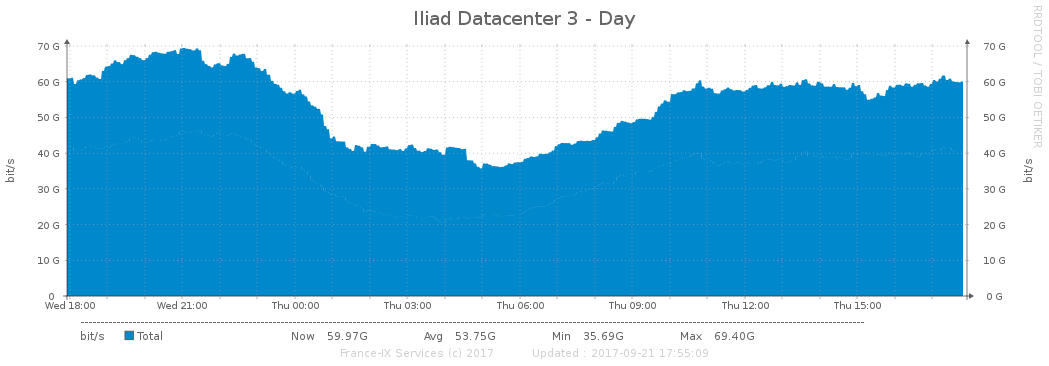 Iliad Datacenter 3 - Day
RRDTOOL / TOBI OETIKER
70 G 70 G
60 G 60 G
50 G 50 G
40 G 40 G
30 G 30 G
20 G 20 G
10 G 10 G
0 0 G
bit/s bit/s
Wed 18:00 Wed 21:00 Thu 00:00 Thu 03:00 Thu 06:00 Thu 09:00 Thu 12:00 Thu 15:00
bit/s Total Now 59.97G Avg 53.75G Min 35.69G Max 69.40G
France-IX Services (c) 2017 Updated : 2017-09-21 17:55:09